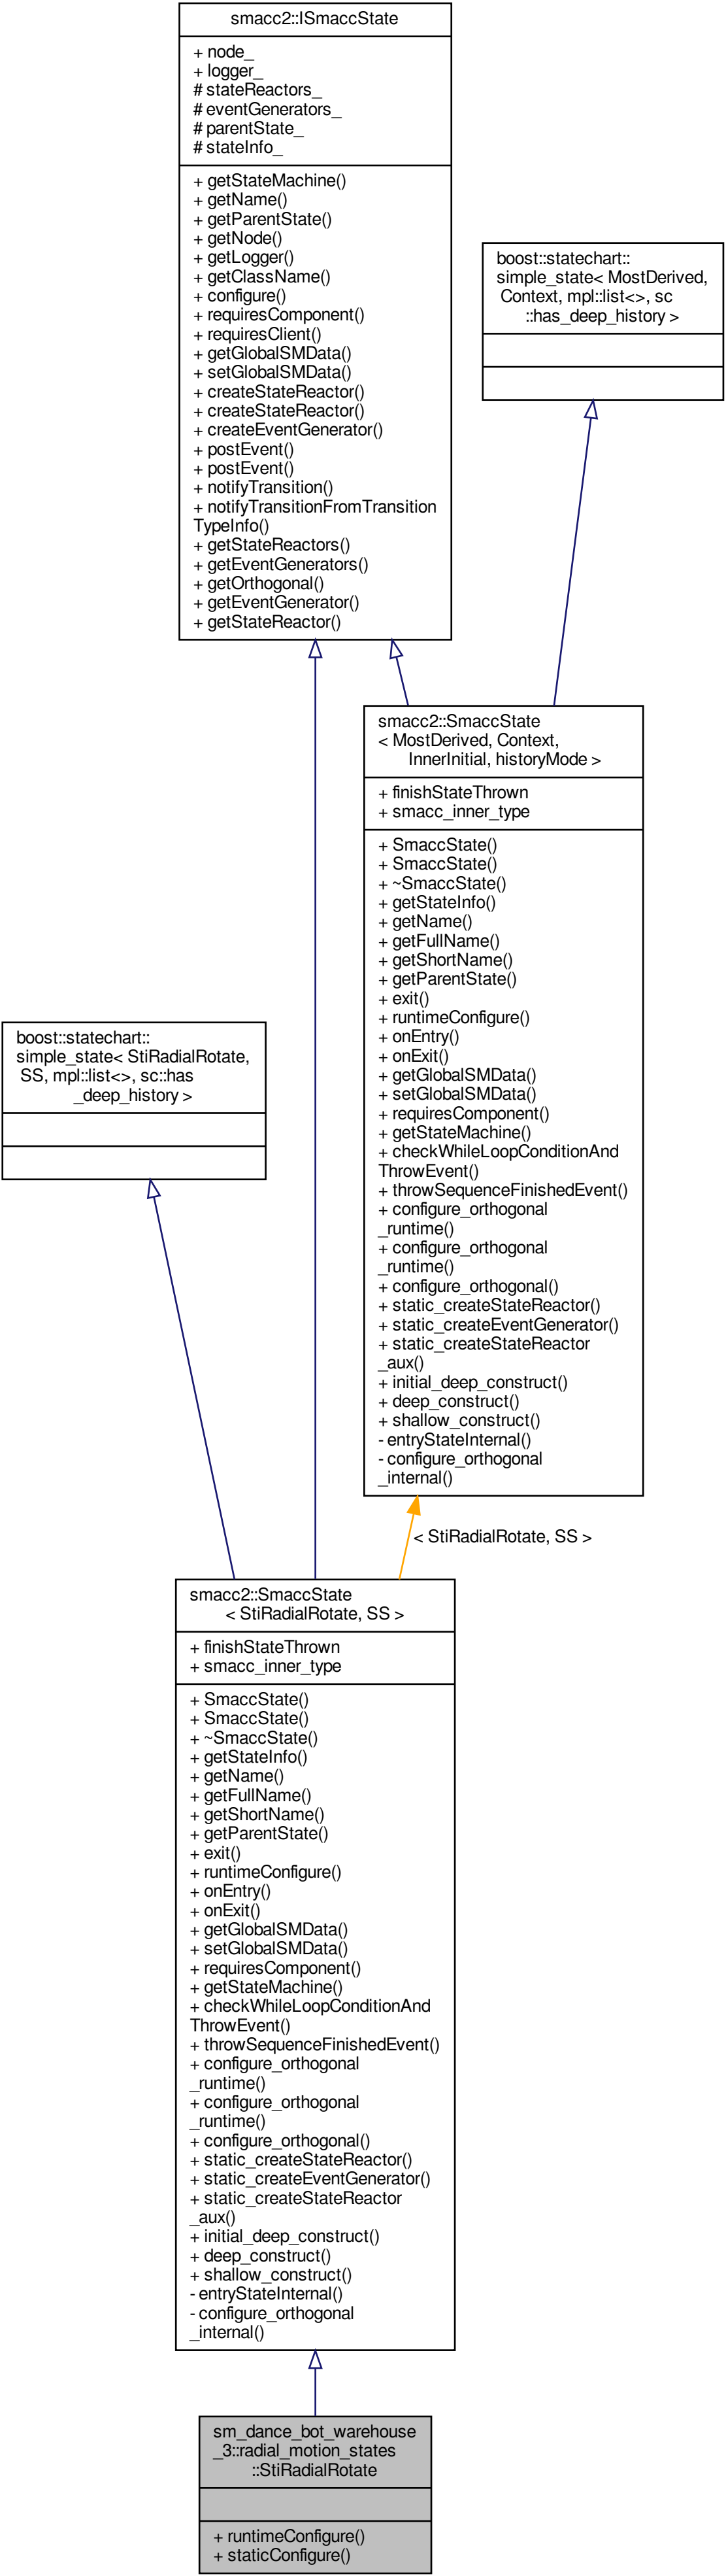 smacc2::ISmaccState
+ node_
+ logger_
# stateReactors_
# eventGenerators_
# parentState_
# stateInfo_
+ getStateMachine()
+ getName()
+ getParentState()
+ getNode()
+ getLogger()
+ getClassName()
+ configure()
+ requiresComponent()
+ requiresClient()
+ getGlobalSMData()
+ setGlobalSMData()
+ createStateReactor()
+ createStateReactor()
+ createEventGenerator()
+ postEvent()
+ postEvent()
+ notifyTransition()
+ notifyTransitionFromTransition
TypeInfo()
+ getStateReactors()
+ getEventGenerators()
+ getOrthogonal()
+ getEventGenerator()
+ getStateReactor()
boost::statechart::
simple_state< MostDerived,
Context, mpl::list<>, sc
::has_deep_history >
smacc2::SmaccState
< MostDerived, Context,
InnerInitial, historyMode >
+ finishStateThrown
+ smacc_inner_type
+ SmaccState()
+ SmaccState()
+ ~SmaccState()
+ getStateInfo()
+ getName()
+ getFullName()
+ getShortName()
+ getParentState()
+ exit()
+ runtimeConfigure()
+ onEntry()
+ onExit()
+ getGlobalSMData()
+ setGlobalSMData()
+ requiresComponent()
+ getStateMachine()
+ checkWhileLoopConditionAnd
ThrowEvent()
+ throwSequenceFinishedEvent()
+ configure_orthogonal
_runtime()
+ configure_orthogonal
_runtime()
+ configure_orthogonal()
+ static_createStateReactor()
+ static_createEventGenerator()
+ static_createStateReactor
_aux()
+ initial_deep_construct()
+ deep_construct()
+ shallow_construct()
- entryStateInternal()
- configure_orthogonal
_internal()
boost::statechart::
simple_state< StiRadialRotate,
SS, mpl::list<>, sc::has
_deep_history >
< StiRadialRotate, SS >
smacc2::SmaccState
< StiRadialRotate, SS >
+ finishStateThrown
+ smacc_inner_type
+ SmaccState()
+ SmaccState()
+ ~SmaccState()
+ getStateInfo()
+ getName()
+ getFullName()
+ getShortName()
+ getParentState()
+ exit()
+ runtimeConfigure()
+ onEntry()
+ onExit()
+ getGlobalSMData()
+ setGlobalSMData()
+ requiresComponent()
+ getStateMachine()
+ checkWhileLoopConditionAnd
ThrowEvent()
+ throwSequenceFinishedEvent()
+ configure_orthogonal
_runtime()
+ configure_orthogonal
_runtime()
+ configure_orthogonal()
+ static_createStateReactor()
+ static_createEventGenerator()
+ static_createStateReactor
_aux()
+ initial_deep_construct()
+ deep_construct()
+ shallow_construct()
- entryStateInternal()
- configure_orthogonal
_internal()
sm_dance_bot_warehouse
_3::radial_motion_states
::StiRadialRotate
+ runtimeConfigure()
+ staticConfigure()